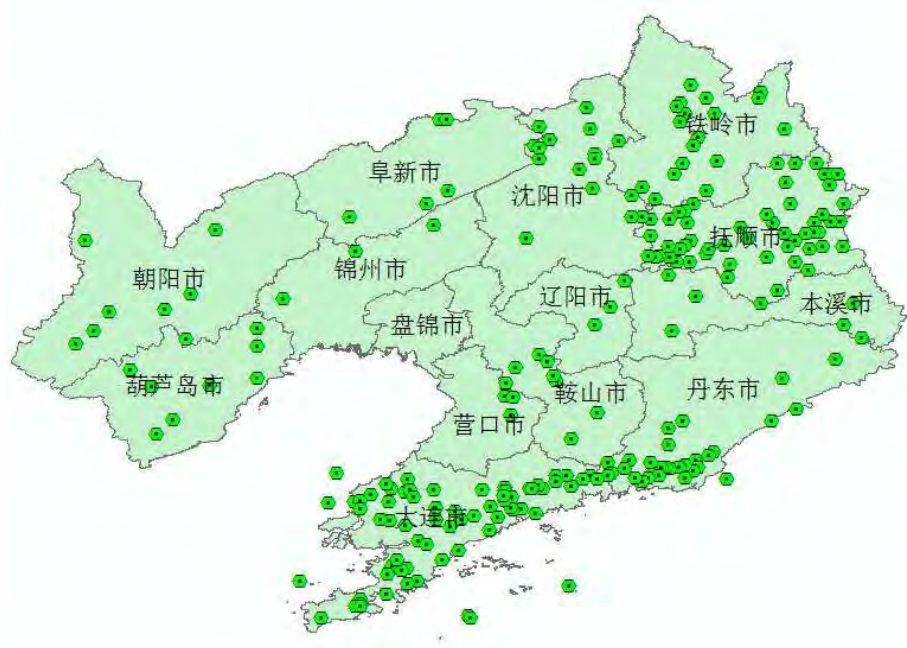 铁岭市
阜新市
沈阳市
抚顺市
朝阳市
锦州市
辽阳市
本溪市
盘锦市
葫芦岛市
鞍山市
丹东市
营口市
大连市